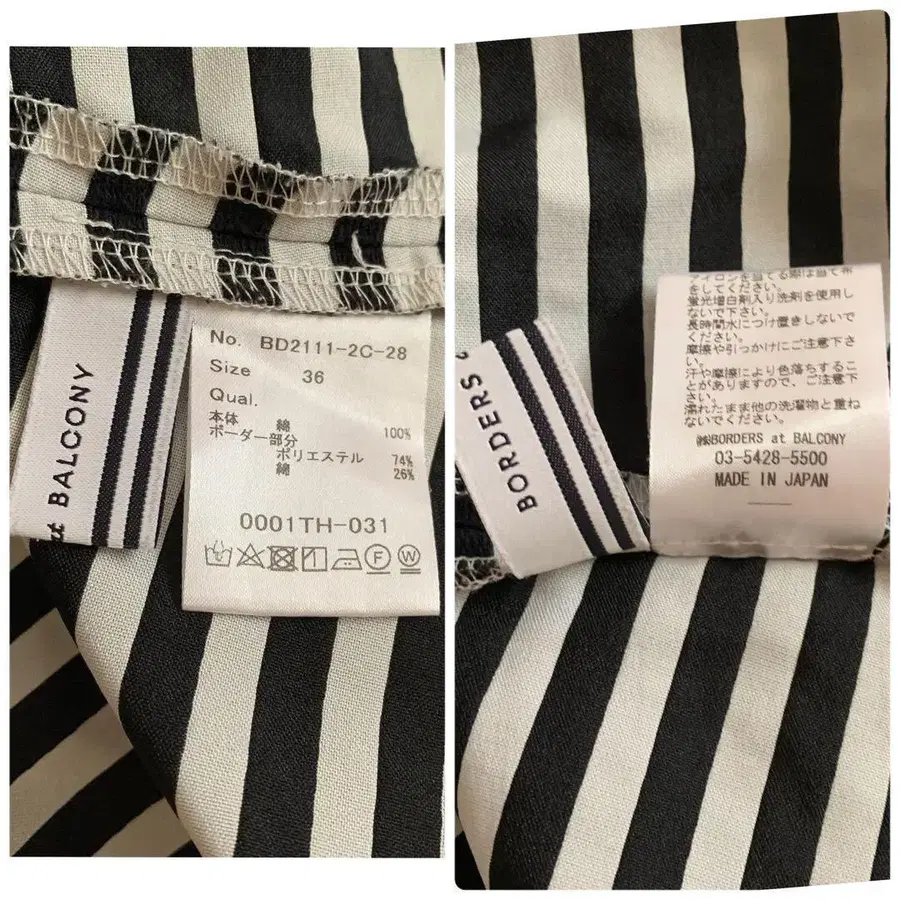 at BALCONY
No. BD2111-2C-28
Size 36
Qual.
本体 綿 100%
ボーダー部分
ポリエステル 74%
綿 26%
0001TH-031
F
W
BORDERS
アイロンを当てる際は当て布
をしてください。
蛍光増白剤入り洗剤を使用し
ないで下さい。
長時間水につけ置きしないで
ください。
摩擦や引っかけにご注意下さ
い。
汗や摩擦により色落ちするこ
とがありますので、ご注意下
さい。
濡れたまま他の洗濯物と重ね
ないでください。
㈱BORDERS at BALCONY
03-5428-5500
MADE IN JAPAN